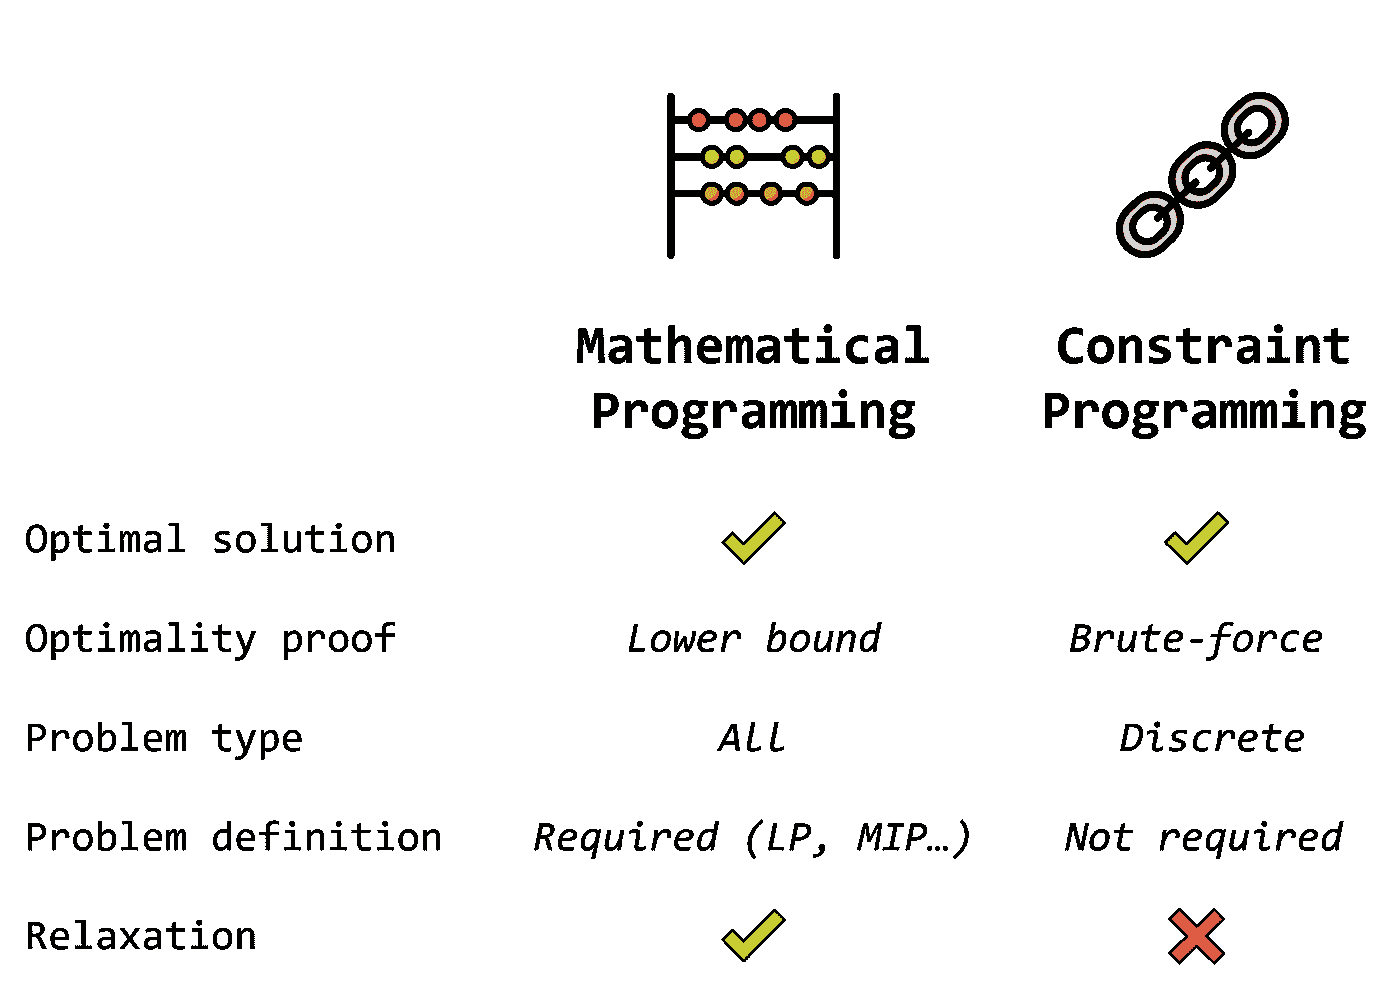 Mathematical
Programming
Constraint
Programming
Optimal solution
Optimality proof Lower bound Brute-force
Problem type All Discrete
Problem definition Required (LP, MIP…) Not required
Relaxation